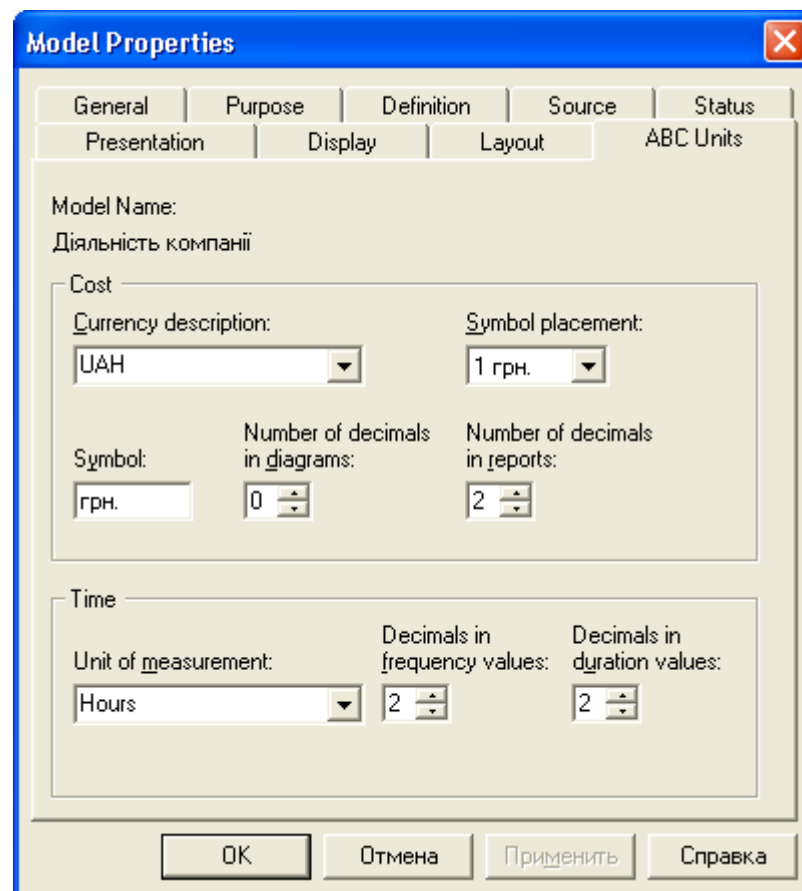 Model Properties
General Purpose Definition Source Status
Presentation Display Layout ABC Units
Model Name:
Діяльність компанії
Cost
Currency description: Symbol placement:
UAH 1 грн.
Number of decimals Number of decimals
Symbol: in diagrams: in reports:
грн. 0 2
Time
Decimals in Decimals in
Unit of measurement: frequency values: duration values:
Hours 2 2
OK Отмена Применить Справка